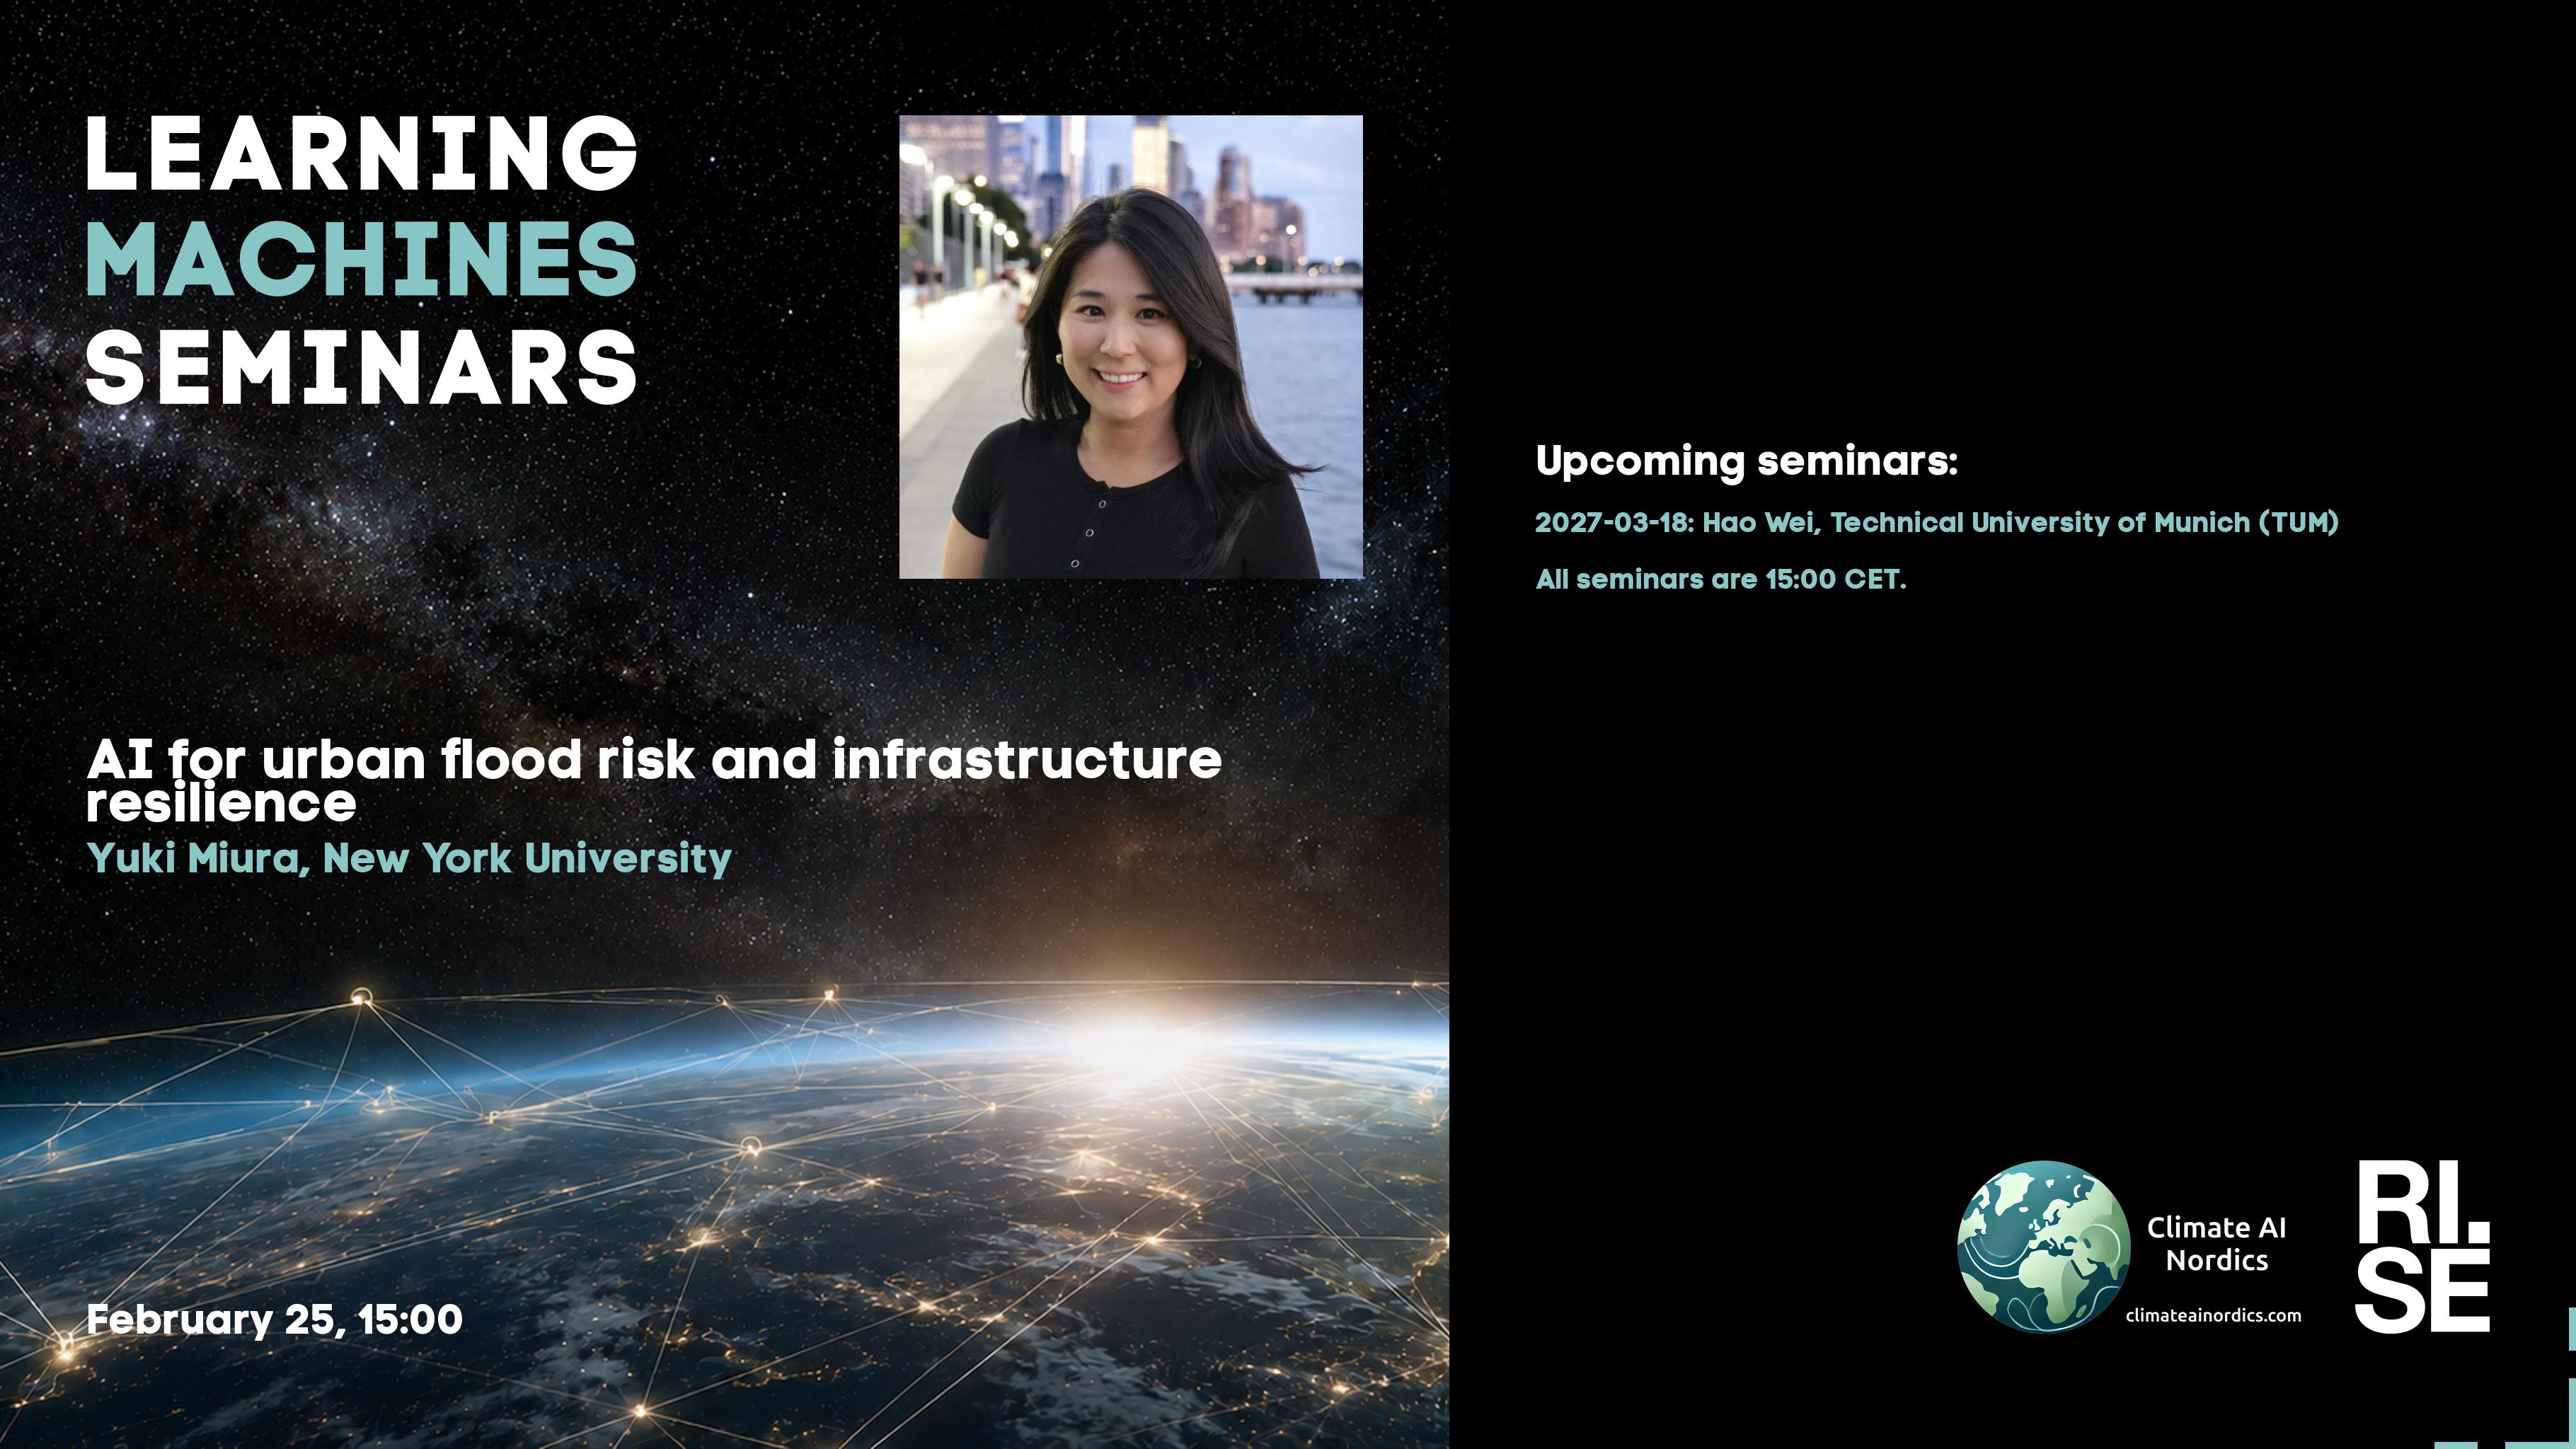 LEARNING
MACHINES
SEMINARS
AI for urban flood risk and infrastructure
resilience
Yuki Miura, New York University
February 25, 15:00
Upcoming seminars:
2027-03-18: Hao Wei, Technical University of Munich (TUM)
All seminars are 15:00 CET.
Climate AI
Nordics
climateainordics.com
RI.
SE